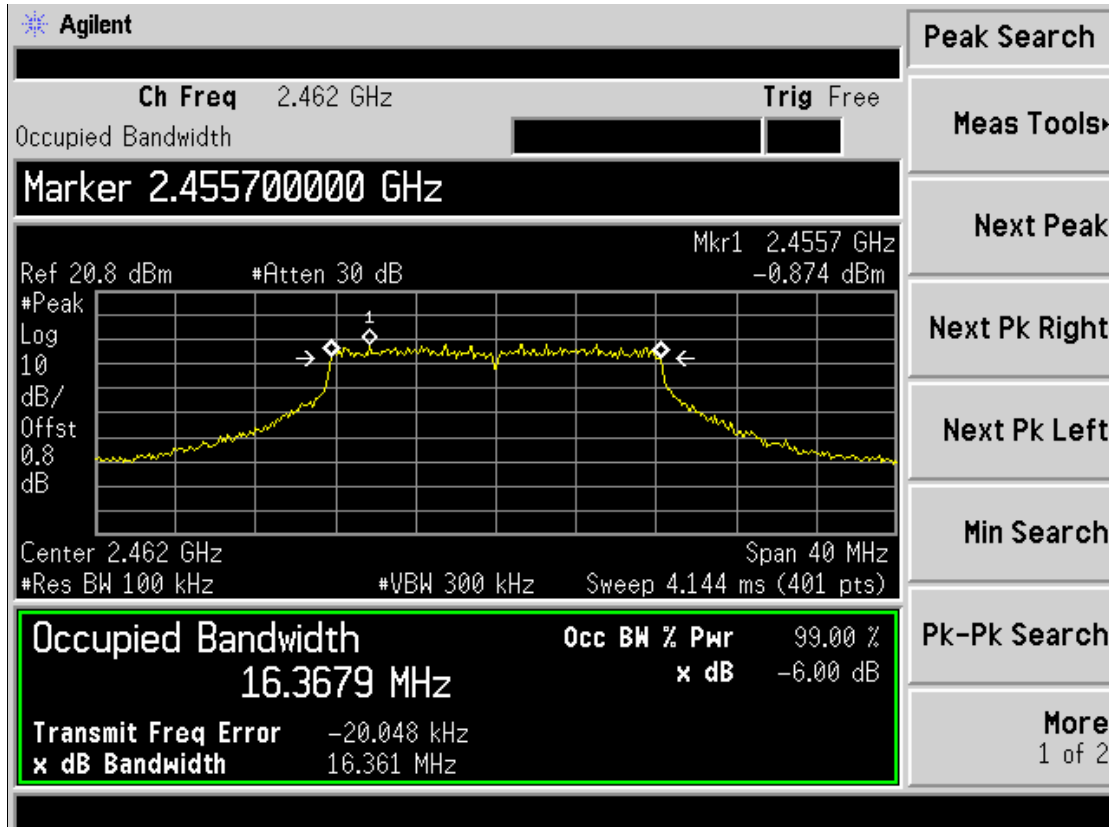 Agilent
Peak Search
Ch Freq 2.462 GHz
Trig Free
Occupied Bandwidth
Meas Tools
Marker 2.455700000 GHz
Mkr1 2.4557 GHz
Next Peak
Ref 20.8 dBm #Atten 30 dB -0.874 dBm
#Peak
Log
10
dB/
Offst
0.8
dB
1
Next Pk Right
Next Pk Left
Center 2.462 GHz Span 40 MHz
#Res BW 100 kHz #VBW 300 kHz Sweep 4.144 ms (401 pts)
Min Search
Occupied Bandwidth
16.3679 MHz
Occ BW % Pwr 99.00 %
x dB -6.00 dB
Transmit Freq Error -20.048 kHz
x dB Bandwidth 16.361 MHz
Pk-Pk Search
More
1 of 2